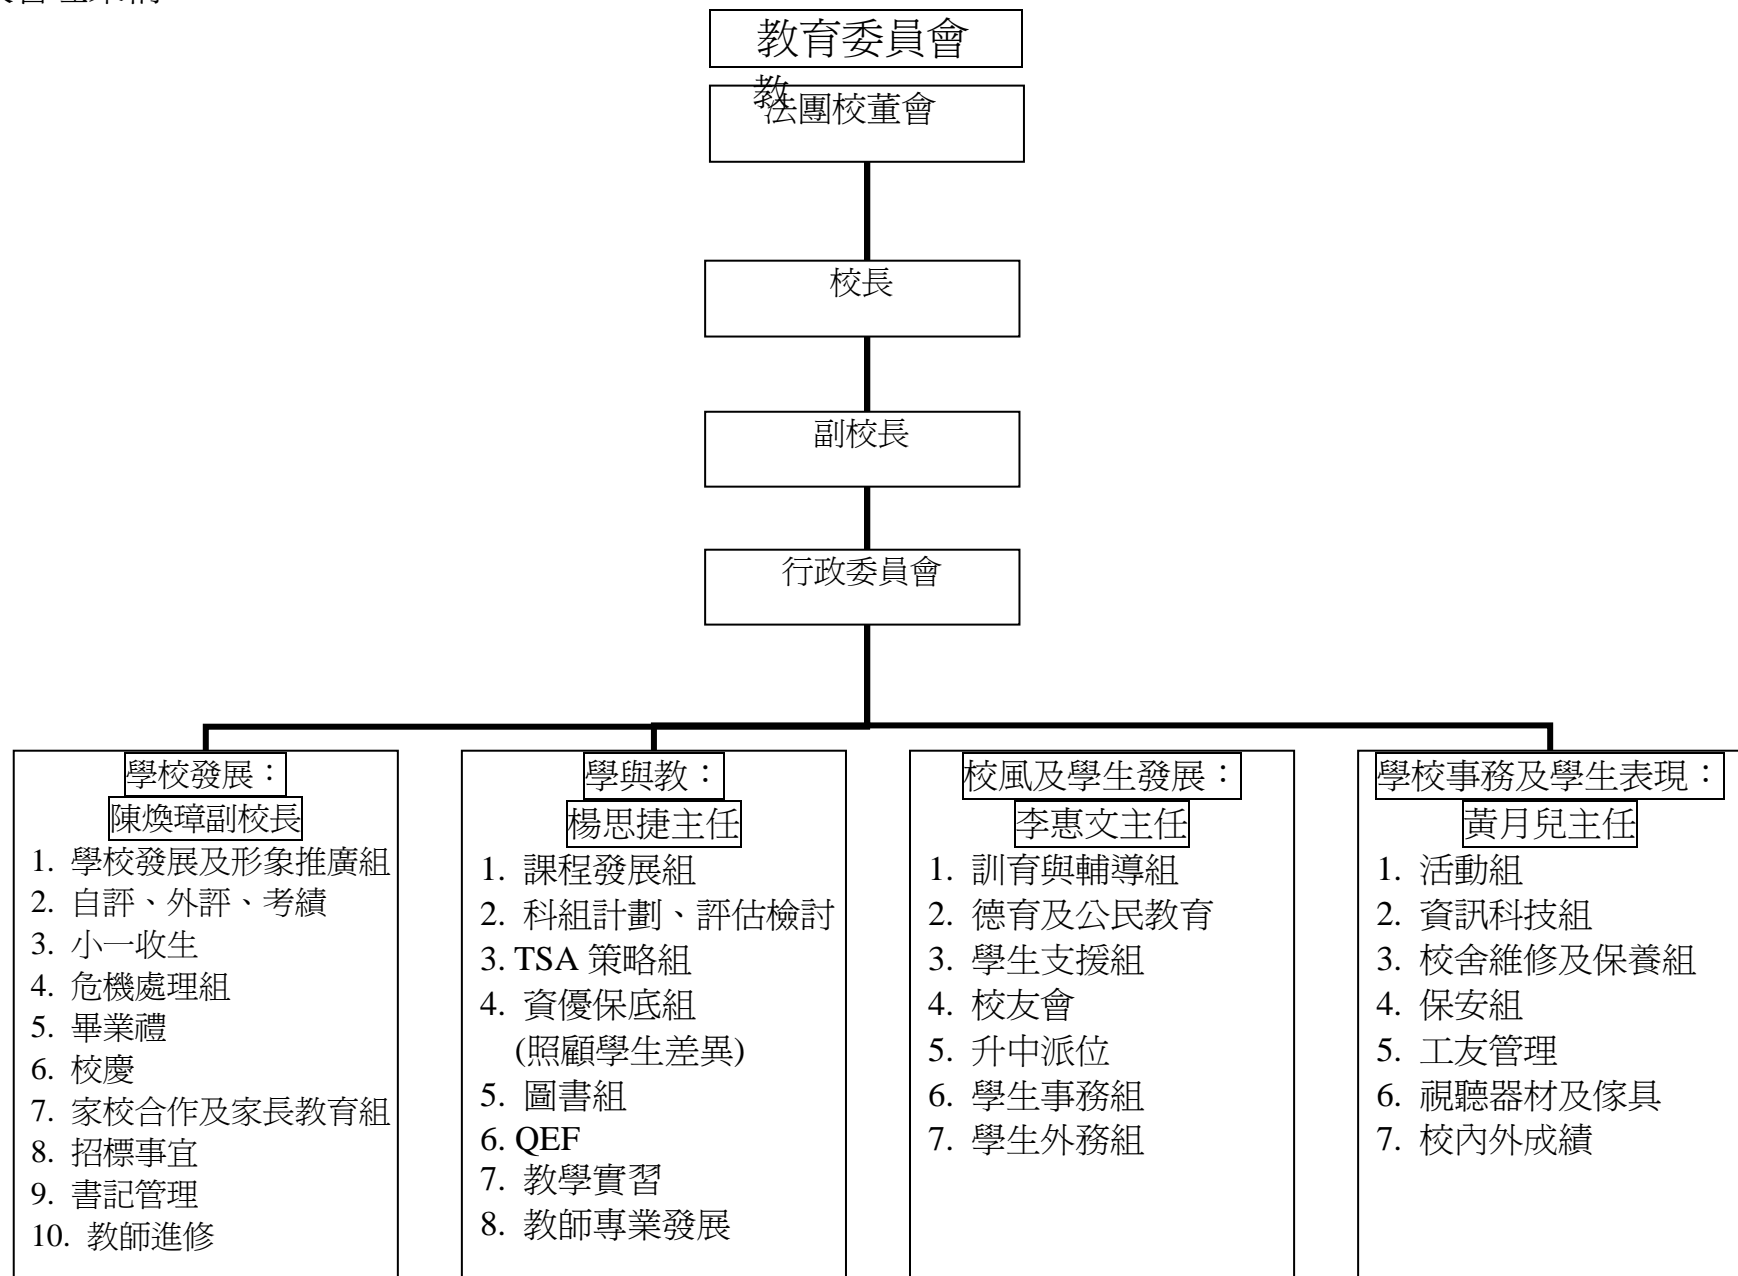 教育委員會
教
法團校董會
校長
副校長
行政委員會
學校發展：
陳煥璋副校長
1. 學校發展及形象推廣組
2. 自評、外評、考績
3. 小一收生
4. 危機處理組
5. 畢業禮
6. 校慶
7. 家校合作及家長教育組
8. 招標事宜
9. 書記管理
10. 教師進修
學與教：
楊思捷主任
1. 課程發展組
2. 科組計劃、評估檢討
3. TSA 策略組
4. 資優保底組
(照顧學生差異)
5. 圖書組
6. QEF
7. 教學實習
8. 教師專業發展
校風及學生發展：
李惠文主任
1. 訓育與輔導組
2. 德育及公民教育
3. 學生支援組
4. 校友會
5. 升中派位
6. 學生事務組
7. 學生外務組
學校事務及學生表現：
黃月兒主任
1. 活動組
2. 資訊科技組
3. 校舍維修及保養組
4. 保安組
5. 工友管理
6. 視聽器材及傢具
7. 校內外成績